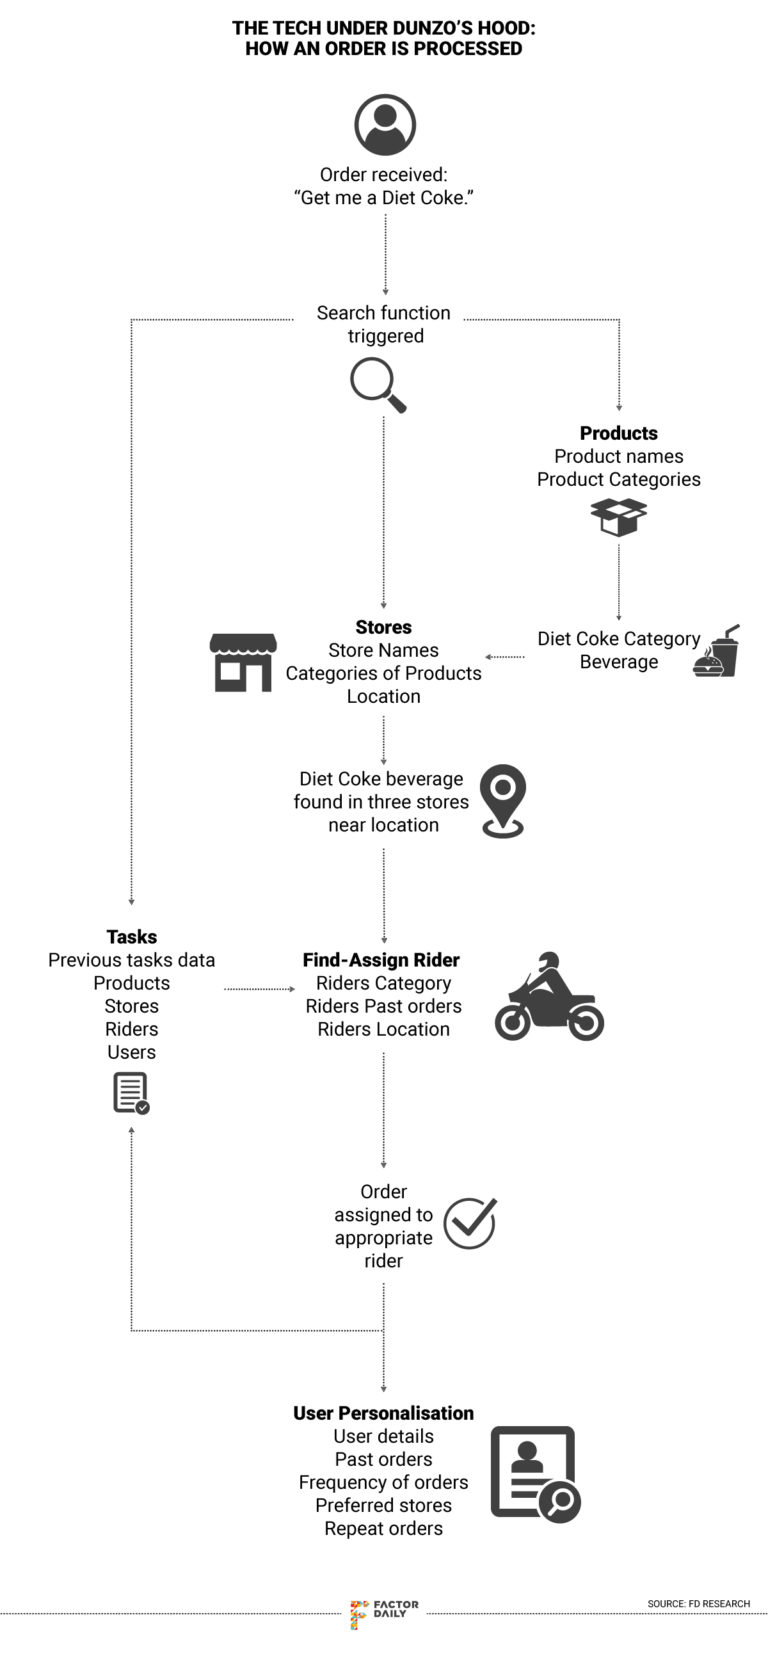 THE TECH UNDER DUNZO’S HOOD:
HOW AN ORDER IS PROCESSED
Order received:
“Get me a Diet Coke.”
Search function
triggered
Products
Product names
Product Categories
Diet Coke Category
Beverage
Stores
Store Names
Categories of Products
Location
Diet Coke beverage
found in three stores
near location
Tasks
Previous tasks data
Products
Stores
Riders
Users
Find-Assign Rider
Riders Category
Riders Past orders
Riders Location
Order
assigned to
appropriate
rider
User Personalisation
User details
Past orders
Frequency of orders
Preferred stores
Repeat orders
FACTOR
DAILY
SOURCE: FD RESEARCH